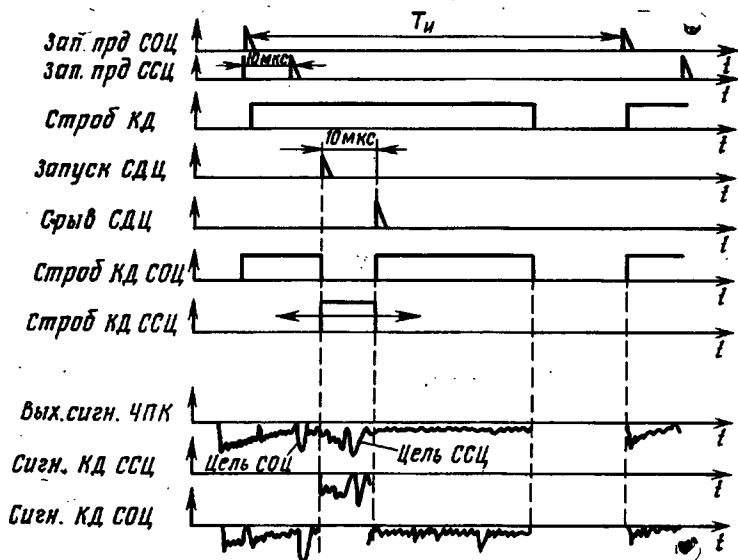 Tи
Зап. прд СОЦ
t
Зап. прд ССЦ
10мкс
t
Строб КД
t
10мкс
Запуск СДЦ
t
Срыв СДЦ
t
Строб КД СОЦ
t
Строб КД ССЦ
t
Вых. сигн. ЧПК
t
Цель СОЦ
Цель ССЦ
Сигн. КД ССЦ
t
Сигн. КД СОЦ
t